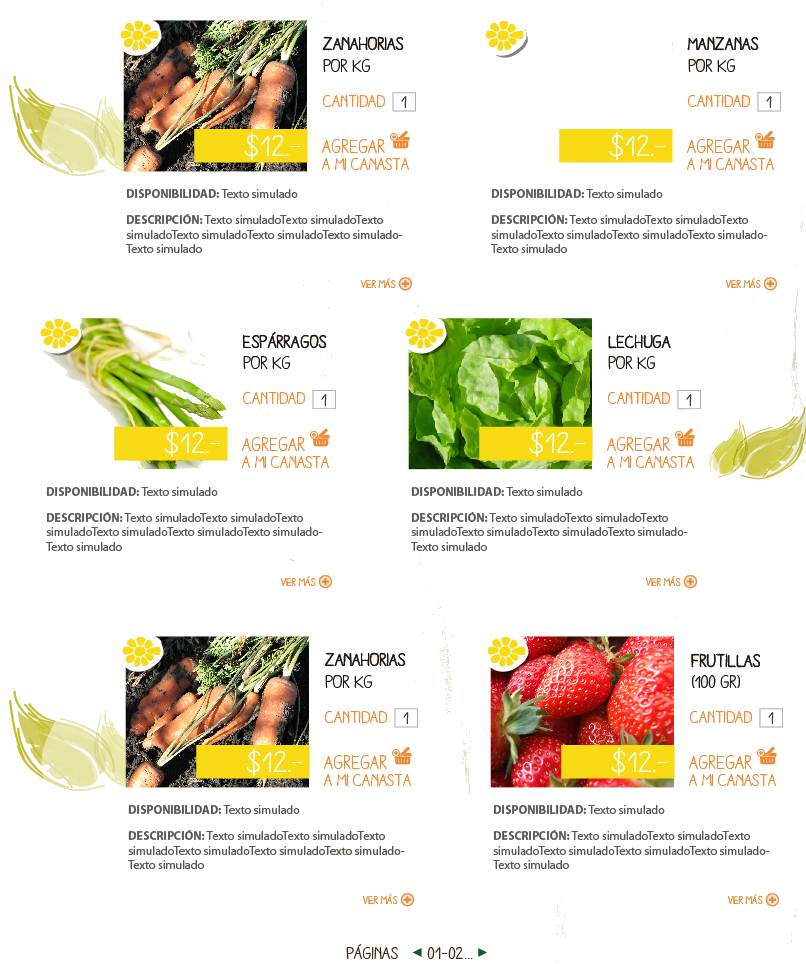 ZANAHORIAS
POR KG
CANTIDAD 1
$12.-
AGREGAR
A MI CANASTA
DISPONIBILIDAD: Texto simulado
DESCRIPCIÓN: Texto simuladoTexto simuladoTexto
simuladoTexto simuladoTexto simuladoTexto simulado-
Texto simulado
VER MÁS
MANZANAS
POR KG
CANTIDAD 1
$12.-
AGREGAR
A MI CANASTA
DISPONIBILIDAD: Texto simulado
DESCRIPCIÓN: Texto simuladoTexto simuladoTexto
simuladoTexto simuladoTexto simuladoTexto simulado-
Texto simulado
VER MÁS
ESPÁRRAGOS
POR KG
CANTIDAD 1
$12.-
AGREGAR
A MI CANASTA
DISPONIBILIDAD: Texto simulado
DESCRIPCIÓN: Texto simuladoTexto simuladoTexto
simuladoTexto simuladoTexto simuladoTexto simulado-
Texto simulado
VER MÁS
LECHUGA
POR KG
CANTIDAD 1
$12.-
AGREGAR
A MI CANASTA
DISPONIBILIDAD: Texto simulado
DESCRIPCIÓN: Texto simuladoTexto simuladoTexto
simuladoTexto simuladoTexto simuladoTexto simulado-
Texto simulado
VER MÁS
ZANAHORIAS
POR KG
CANTIDAD 1
$12.-
AGREGAR
A MI CANASTA
DISPONIBILIDAD: Texto simulado
DESCRIPCIÓN: Texto simuladoTexto simuladoTexto
simuladoTexto simuladoTexto simuladoTexto simulado-
Texto simulado
VER MÁS
FRUTILLAS
(100 GR)
CANTIDAD 1
$12.-
AGREGAR
A MI CANASTA
DISPONIBILIDAD: Texto simulado
DESCRIPCIÓN: Texto simuladoTexto simuladoTexto
simuladoTexto simuladoTexto simuladoTexto simulado-
Texto simulado
VER MÁS
PÁGINAS ◄ 01-02... ►